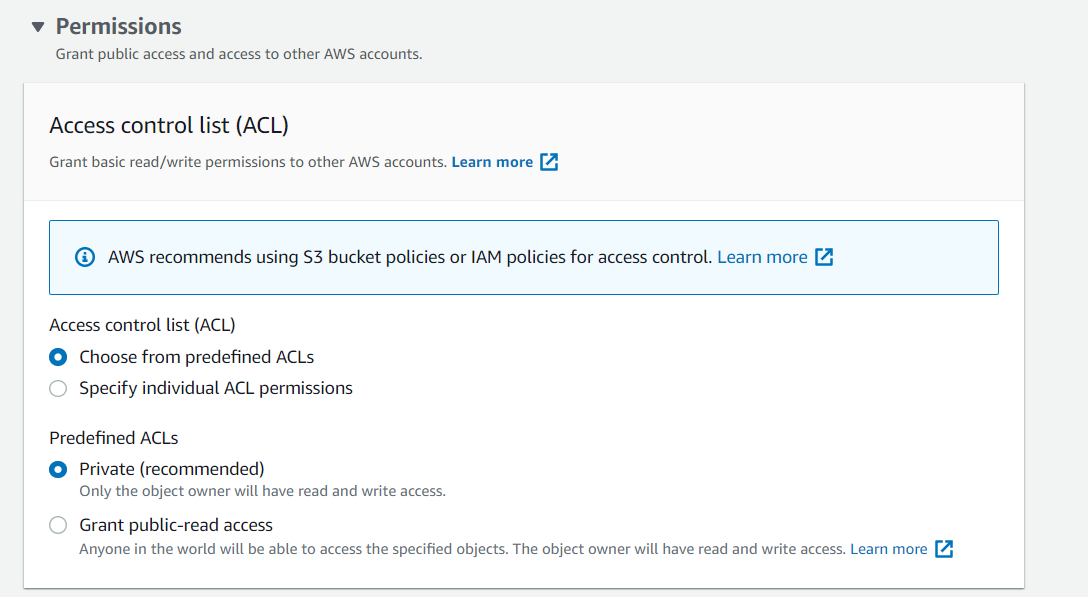 Permissions
Grant public access and access to other AWS accounts.
Access control list (ACL)
Grant basic read/write permissions to other AWS accounts. Learn more
AWS recommends using S3 bucket policies or IAM policies for access control. Learn more
Access control list (ACL)
Choose from predefined ACLs
Specify individual ACL permissions
Predefined ACLs
Private (recommended)
Only the object owner will have read and write access.
Grant public-read access
Anyone in the world will be able to access the specified objects. The object owner will have read and write access. Learn more